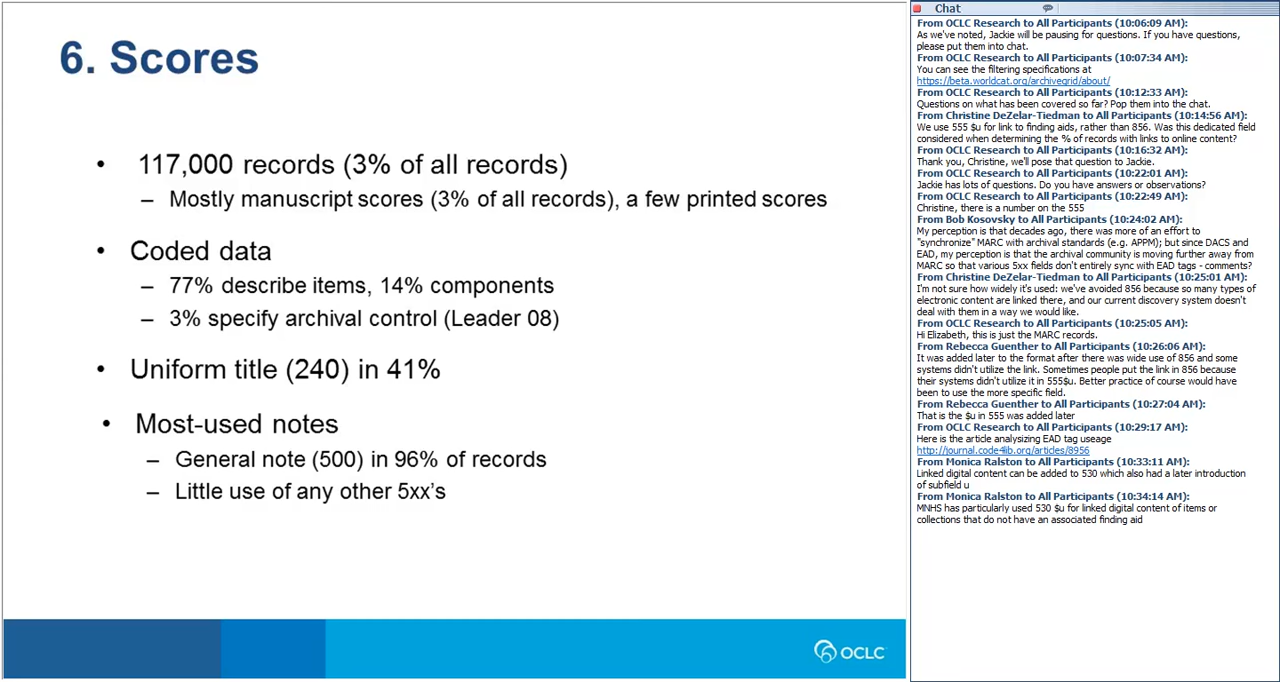 6. Scores
• 117,000 records (3% of all records)
– Mostly manuscript scores (3% of all records), a few printed scores
• Coded data
– 77% describe items, 14% components
– 3% specify archival control (Leader 08)
• Uniform title (240) in 41%
• Most-used notes
– General note (500) in 96% of records
– Little use of any other 5xx's
OCLC
Chat
From OCLC Research to All Participants (10:06:09 AM):
As we've noted, Jackie will be pausing for questions. If you have questions,
please put them into chat.
From OCLC Research to All Participants (10:07:34 AM):
You can see the filtering specifications at
https://beta.worldcat.org/archivegrid/about/
From OCLC Research to All Participants (10:12:33 AM):
Questions on what has been covered so far? Pop them into the chat.
From Christine DeZelar-Tiedman to All Participants (10:14:56 AM):
We use 555 $u for link to finding aids, rather than 856. Was this dedicated field
considered when determining the % of records with links to online content?
From OCLC Research to All Participants (10:16:32 AM):
Thank you, Christine, we'll pose that question to Jackie.
From OCLC Research to All Participants (10:22:01 AM):
Jackie has lots of questions. Do you have answers or observations?
From OCLC Research to All Participants (10:22:49 AM):
Christine, there is a number on the 555
From Bob Kosovsky to All Participants (10:24:02 AM):
My perception is that decades ago, there was more of an effort to
"synchronize" MARC with archival standards (e.g. APPM); but since DACS and
EAD, my perception is that the archival community is moving further away from
MARC so that various 5xx fields don't entirely sync with EAD tags - comments?
From Christine DeZelar-Tiedman to All Participants (10:25:01 AM):
I'm not sure how widely it's used: we've avoided 856 because so many types of
electronic content are linked there, and our current discovery system doesn't
deal with them in a way we would like.
From OCLC Research to All Participants (10:25:05 AM):
Hi Elizabeth, this is just the MARC records.
From Rebecca Guenther to All Participants (10:26:06 AM):
It was added later to the format after there was wide use of 856 and some
systems didn't utilize the link. Sometimes people put the link in 856 because
their systems didn't utilize it in 555$u. Better practice of course would have
been to use the more specific field.
From Rebecca Guenther to All Participants (10:27:04 AM):
That is the $u in 555 was added later
From OCLC Research to All Participants (10:29:17 AM):
Here is the article analysizing EAD tag useage
http://journal.code4lib.org/articles/8956
From Monica Ralston to All Participants (10:33:11 AM):
Linked digital content can be added to 530 which also had a later introduction
of subfield u
From Monica Ralston to All Participants (10:34:14 AM):
MNHS has particularly used 530 $u for linked digital content of items or
collections that do not have an associated finding aid